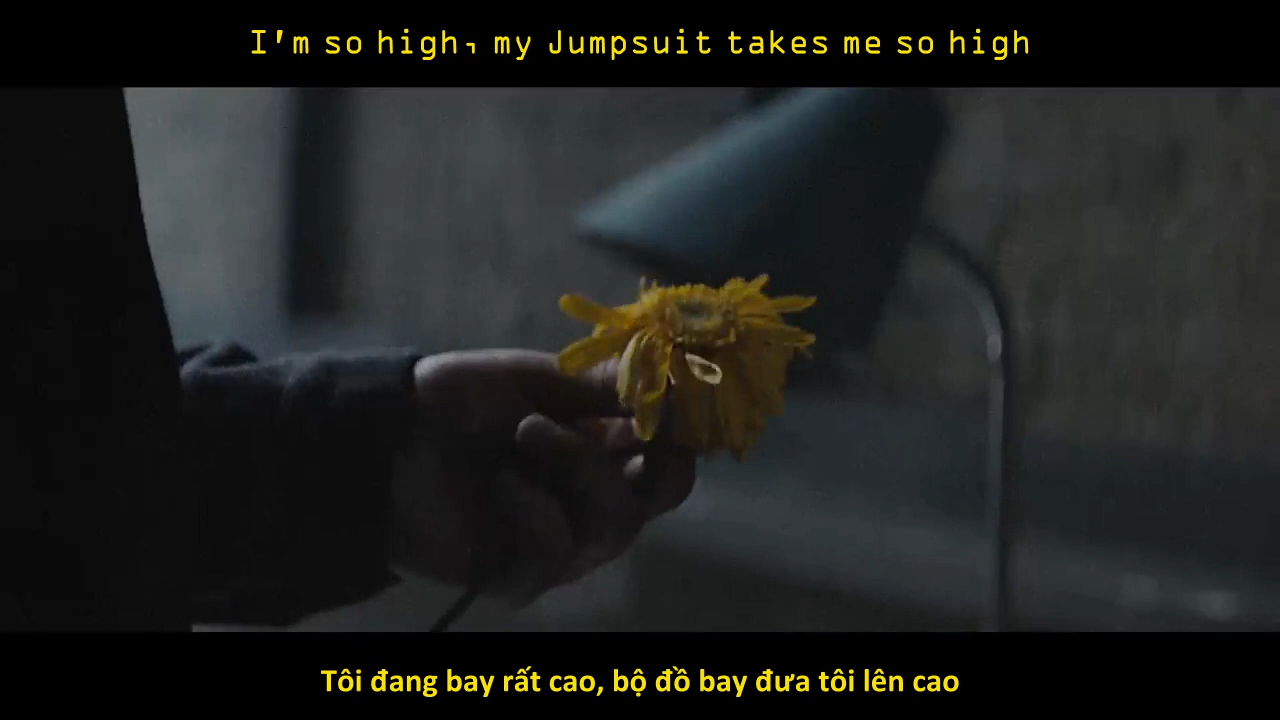 I'm so high, my Jumpsuit takes me so high
Tôi đang bay rất cao, bộ đồ bay đưa tôi lên cao